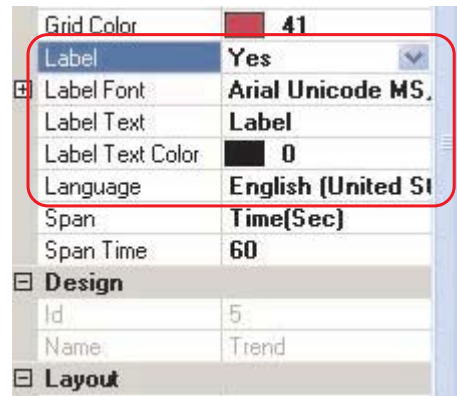 Grid Color 41
Label Yes
Label Font Arial Unicode MS,
Label Text Label
Label Text Color 0
Language English (United St
Span Time(Sec)
Span Time 60
Design
Id 5
Name Trend
Layout